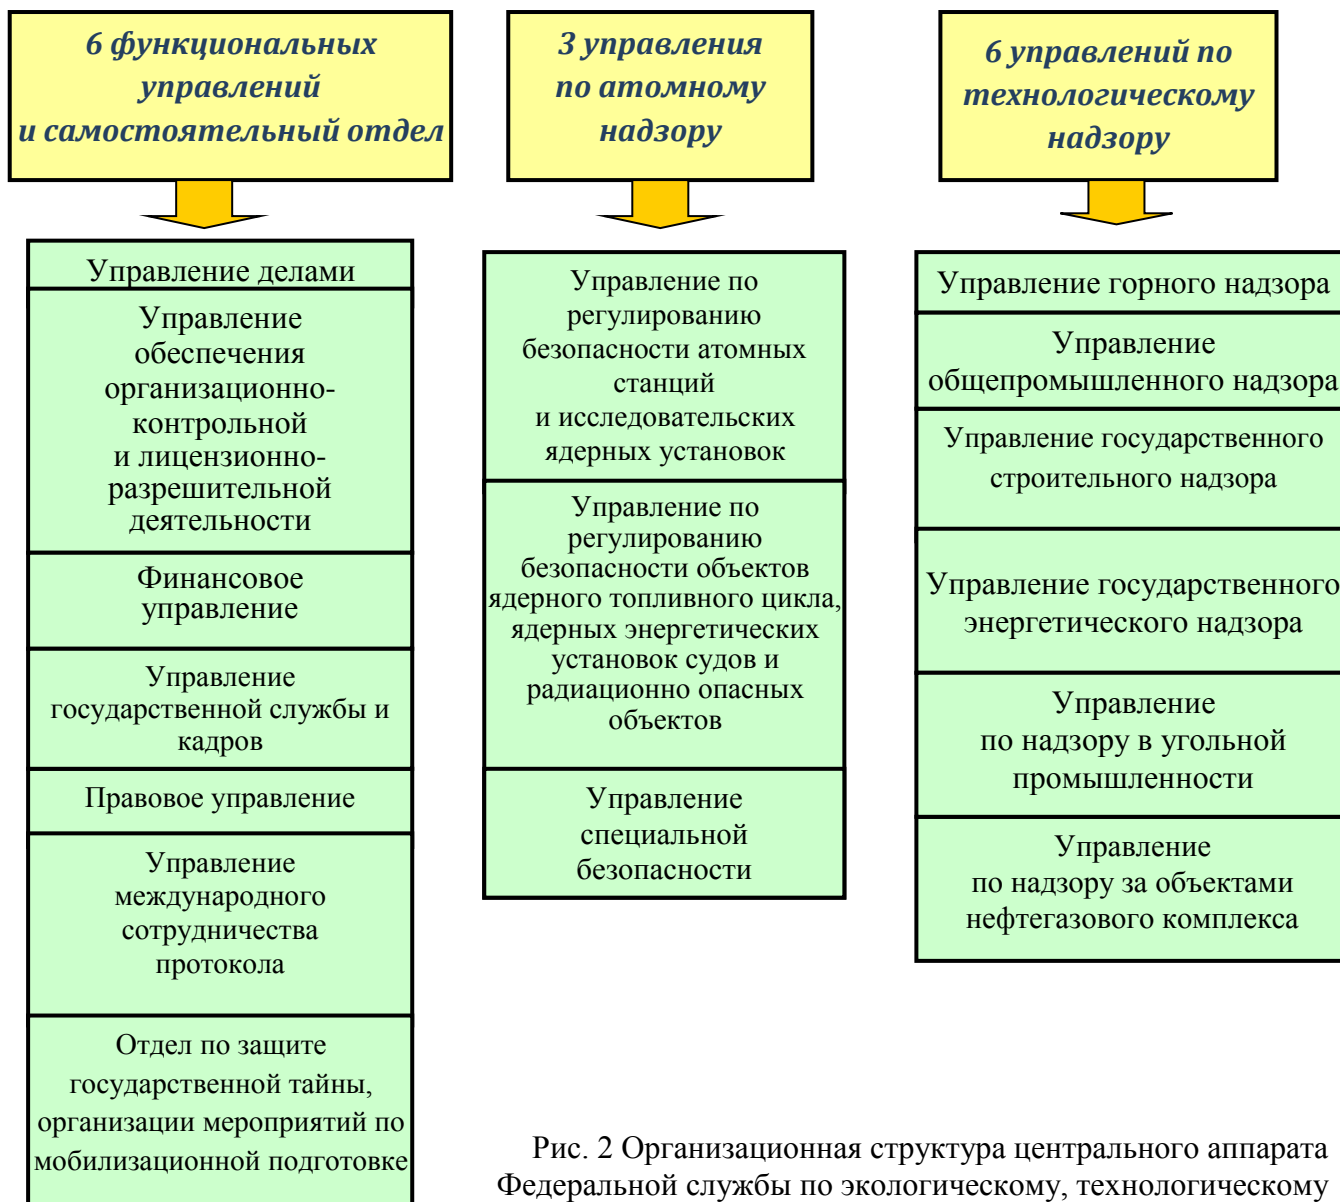 6 функциональных
управлений
и самостоятельный отдел
Управление делами
Управление
обеспечения
организационно-
контрольной
и лицензионно-
разрешительной
деятельности
Финансовое
управление
Управление
государственной службы и
кадров
Правовое управление
Управление
международного
сотрудничества
протокола
Отдел по защите
государственной тайны,
организации мероприятий по
мобилизационной подготовке
3 управления
по атомному
надзору
Управление по
регулированию
безопасности атомных
станций
и исследовательских
ядерных установок
Управление по
регулированию
безопасности объектов
ядерного топливного цикла,
ядерных энергетических
установок судов и
радиационно опасных
объектов
Управление
специальной
безопасности
6 управлений по
технологическому
надзору
Управление горного надзора
Управление
общепромышленного надзора
Управление государственного
строительного надзора
Управление государственного
энергетического надзора
Управление
по надзору в угольной
промышленности
Управление
по надзору за объектами
нефтегазового комплекса
Рис. 2 Организационная структура центрального аппарата
Федеральной службы по экологическому, технологическому